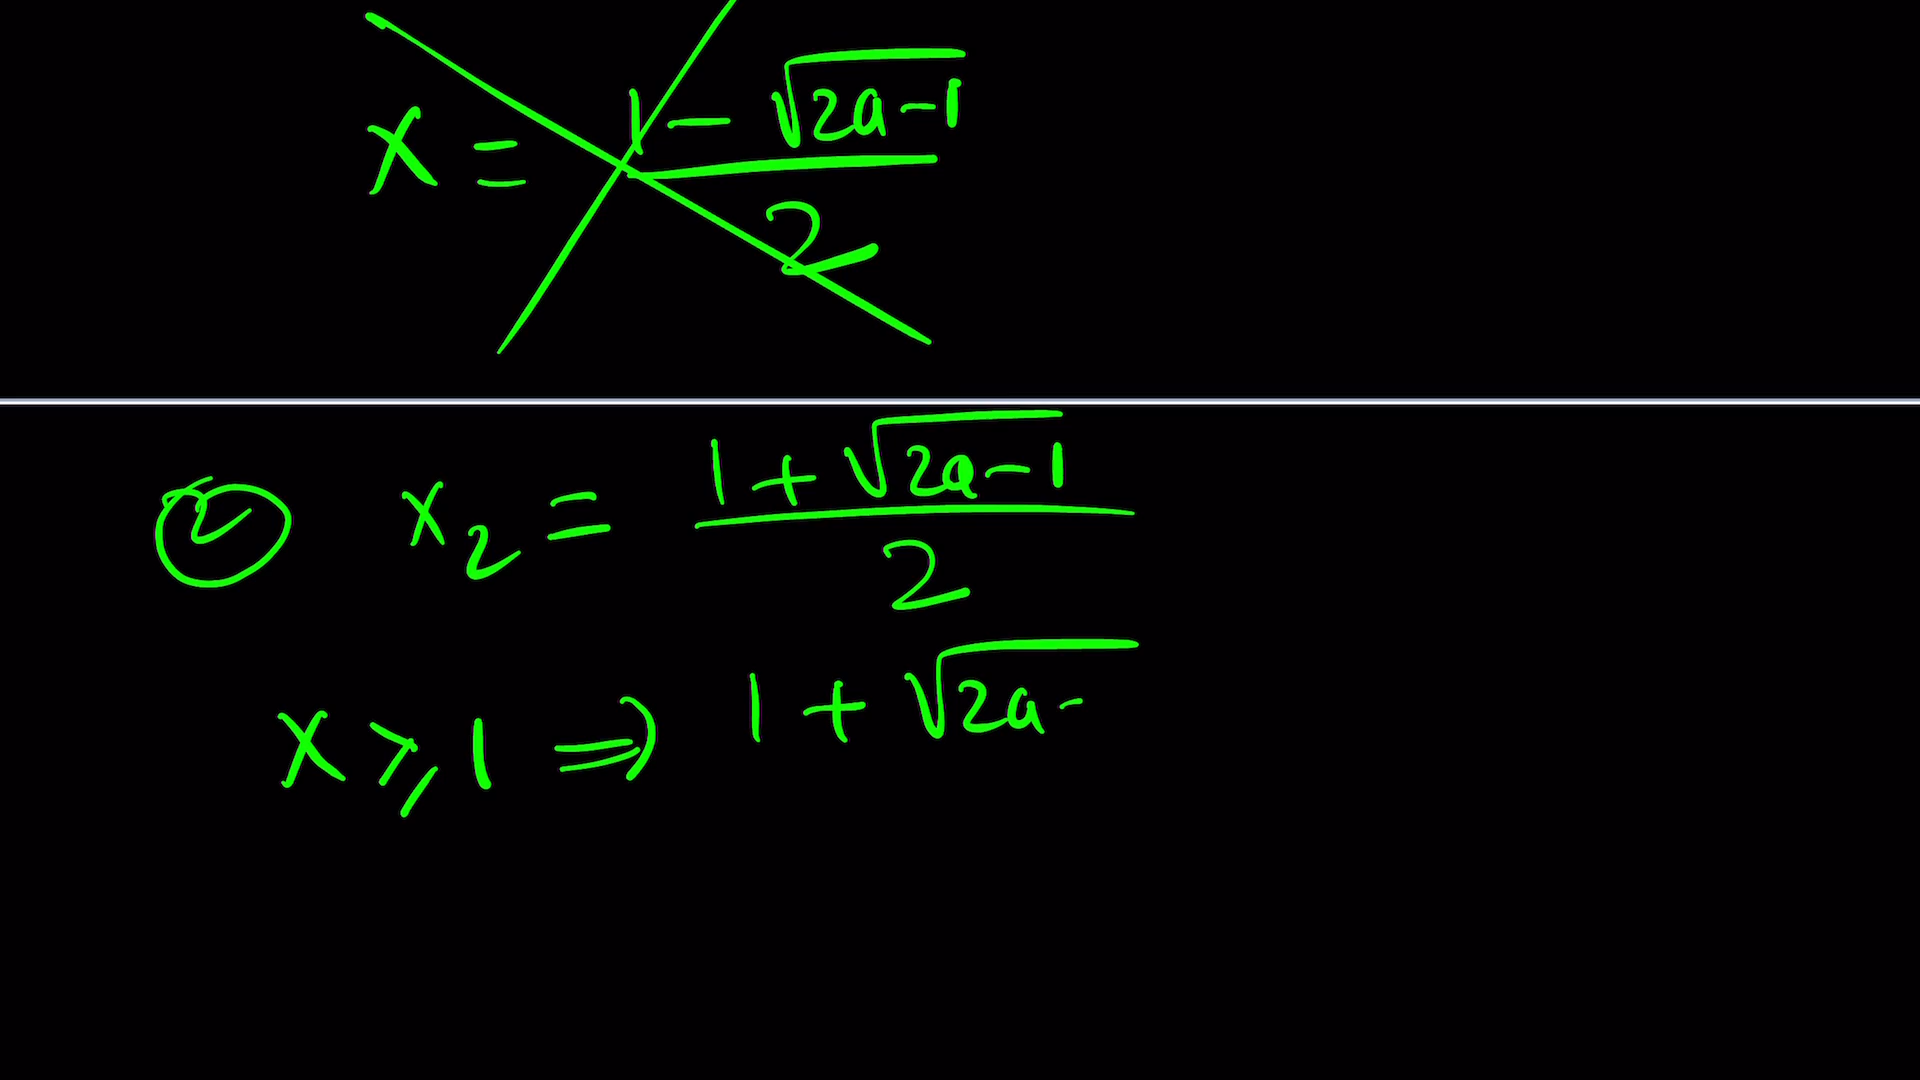 x = (1 - √(2a-1)) / 2
② x₂ = (1 + √(2a-1)) / 2
x ⩾ 1 ⇒ 1 + √(2a-